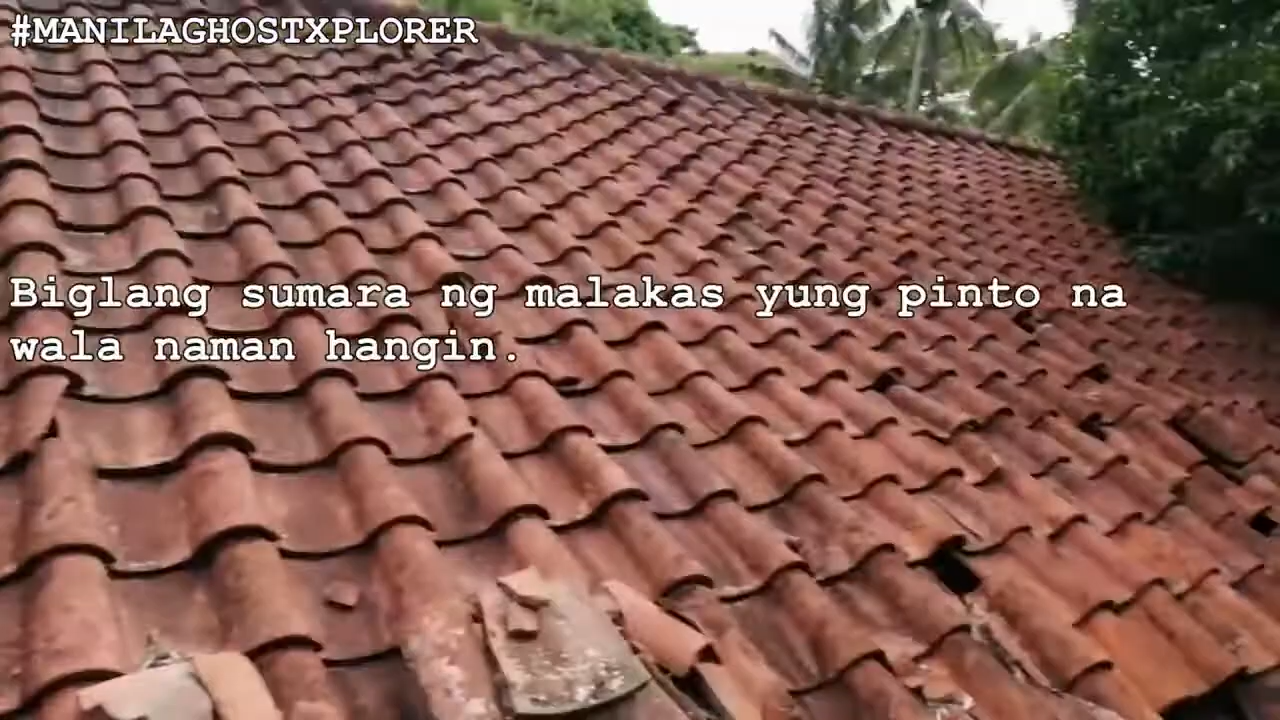 #MANILAGHOSTXPLORER
Biglang sumara ng malakas yung pinto na
wala naman hangin.